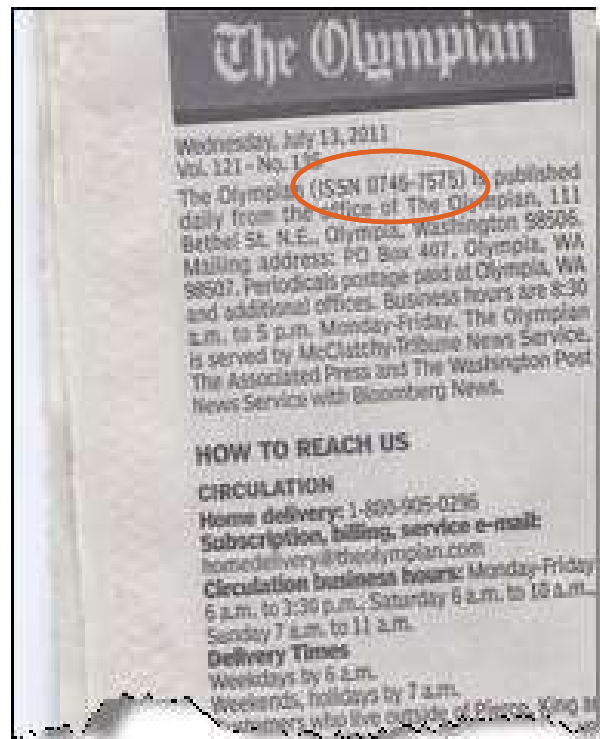 The Olympian
Wednesday, July 13, 2011
Vol. 121 - No.
The Olympian (ISSN 0746-7575) is published
daily from the office of The Olympian, 111
Bethel St. N.E., Olympia, Washington 98506.
Mailing address: PO Box 407, Olympia, WA
98507. Periodicals postage paid at Olympia, WA
and additional offices. Business hours are 8:30
a.m. to 5 p.m. Monday-Friday. The Olympian
is served by McClatchy-Tribune News Service,
The Associated Press and The Washington Post
News Service with Bloomberg News.
HOW TO REACH US
CIRCULATION
Home delivery: 1-800-905-0296
Subscription, billing, service e-mail:
homedelivery@theolympian.com
Circulation business hours: Monday-Friday
6 a.m. to 3:30 p.m., Saturday 6 a.m. to 10 a.m.,
Sunday 7 a.m. to 11 a.m.
Delivery Times
Weekdays by 6 a.m.
Weekends, holidays by 7 a.m.
who live outside of Pierce, King